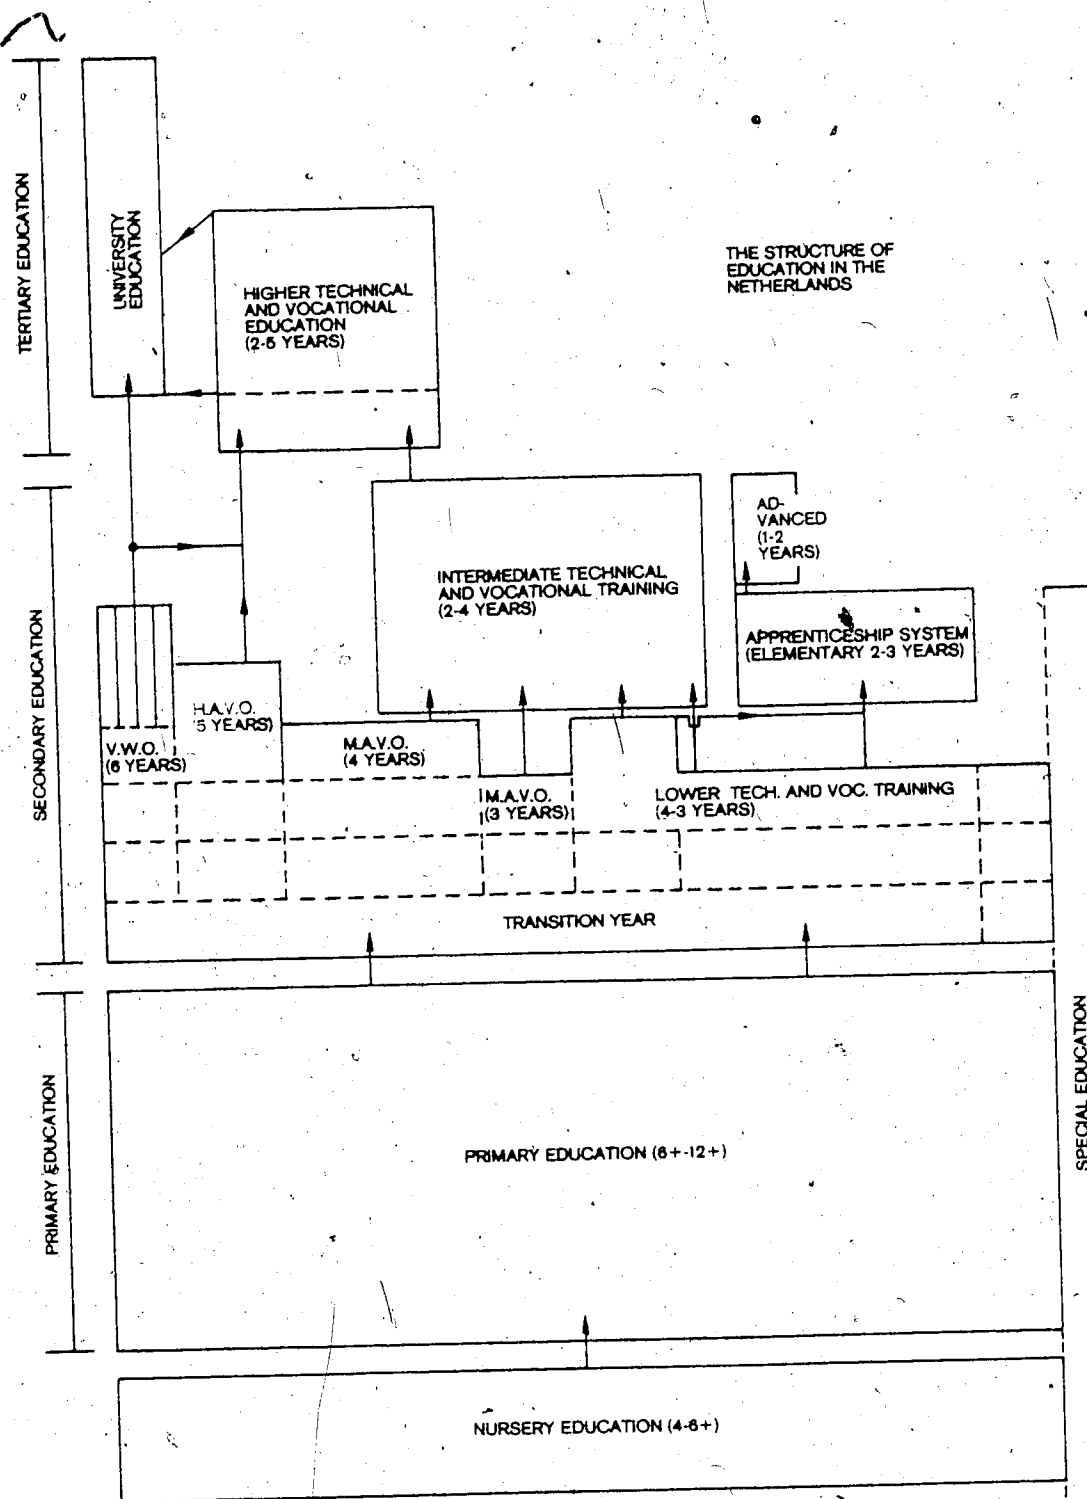 TERTIARY EDUCATION
UNIVERSITY
EDUCATION
HIGHER TECHNICAL
AND VOCATIONAL
EDUCATION
(2-5 YEARS)
THE STRUCTURE OF
EDUCATION IN THE
NETHERLANDS
SECONDARY EDUCATION
INTERMEDIATE TECHNICAL
AND VOCATIONAL TRAINING
(2-4 YEARS)
AD-
VANCED
(1-2
YEARS)
APPRENTICESHIP SYSTEM
(ELEMENTARY 2-3 YEARS)
H.A.V.O.
(5 YEARS)
V.W.O.
(6 YEARS)
M.A.V.O.
(4 YEARS)
M.A.V.O.
(3 YEARS)
LOWER TECH. AND VOC. TRAINING
(4-3 YEARS)
TRANSITION YEAR
PRIMARY EDUCATION
PRIMARY EDUCATION (6+-12+)
SPECIAL EDUCATION
NURSERY EDUCATION (4-6+)